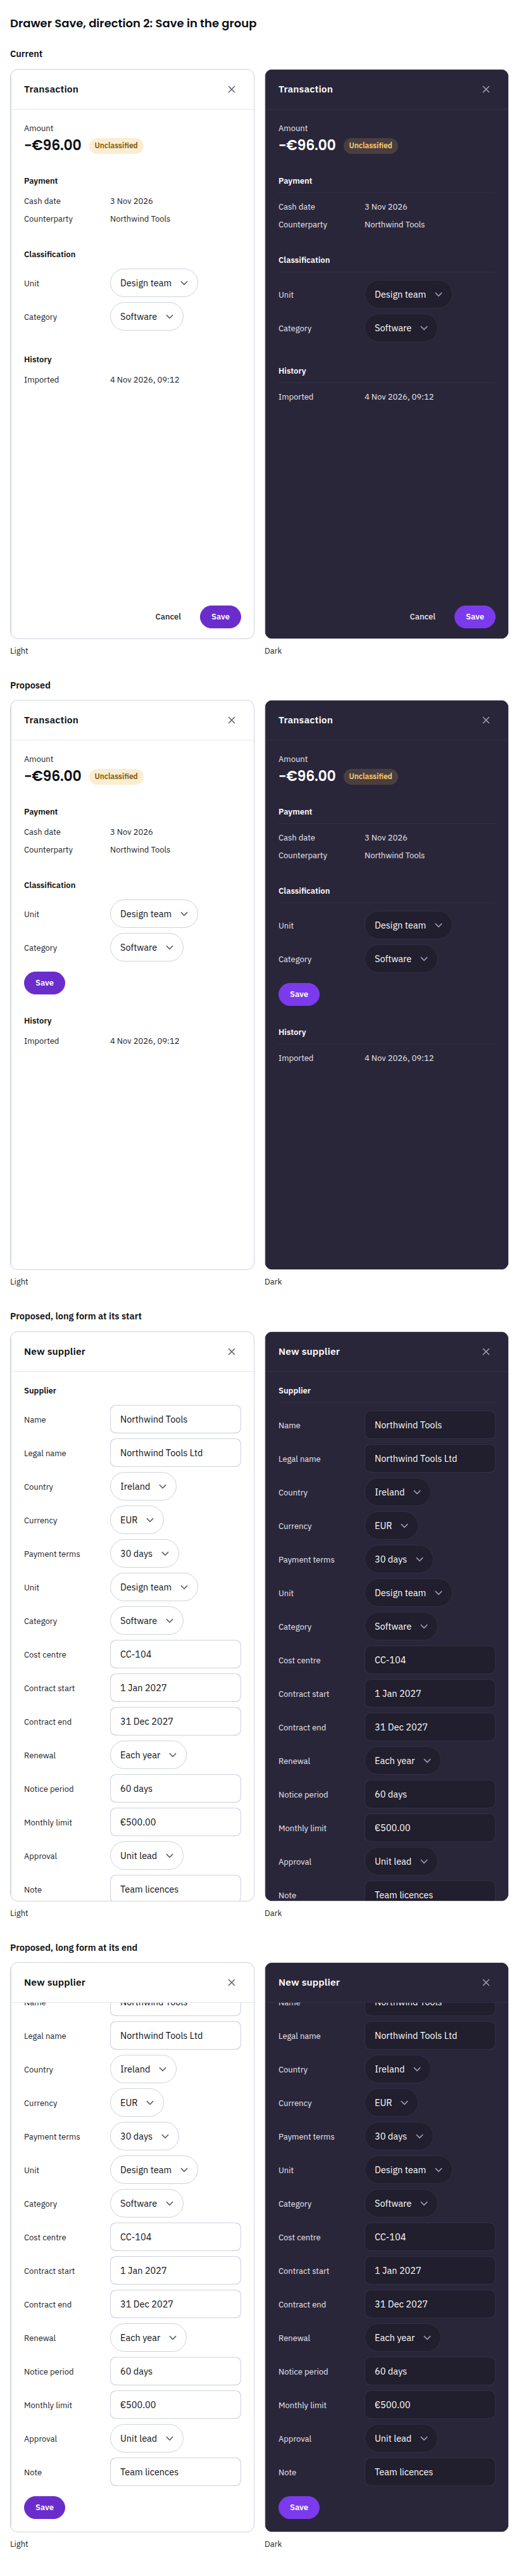 Drawer Save, direction 2: Save in the group
Current
Transaction
Amount
−€96.00 Unclassified
Payment
Cash date 3 Nov 2026
Counterparty Northwind Tools
Classification
Unit Design team
Category Software
History
Imported 4 Nov 2026, 09:12
Cancel Save
Light
Transaction
Amount
−€96.00 Unclassified
Payment
Cash date 3 Nov 2026
Counterparty Northwind Tools
Classification
Unit Design team
Category Software
History
Imported 4 Nov 2026, 09:12
Cancel Save
Dark
Proposed
Transaction
Amount
−€96.00 Unclassified
Payment
Cash date 3 Nov 2026
Counterparty Northwind Tools
Classification
Unit Design team
Category Software
Save
History
Imported 4 Nov 2026, 09:12
Light
Transaction
Amount
−€96.00 Unclassified
Payment
Cash date 3 Nov 2026
Counterparty Northwind Tools
Classification
Unit Design team
Category Software
Save
History
Imported 4 Nov 2026, 09:12
Dark
Proposed, long form at its start
New supplier
Supplier
Name Northwind Tools
Legal name Northwind Tools Ltd
Country Ireland
Currency EUR
Payment terms 30 days
Unit Design team
Category Software
Cost centre CC-104
Contract start 1 Jan 2027
Contract end 31 Dec 2027
Renewal Each year
Notice period 60 days
Monthly limit €500.00
Approval Unit lead
Note Team licences
Light
New supplier
Supplier
Name Northwind Tools
Legal name Northwind Tools Ltd
Country Ireland
Currency EUR
Payment terms 30 days
Unit Design team
Category Software
Cost centre CC-104
Contract start 1 Jan 2027
Contract end 31 Dec 2027
Renewal Each year
Notice period 60 days
Monthly limit €500.00
Approval Unit lead
Note Team licences
Dark
Proposed, long form at its end
New supplier
Name Northwind Tools
Legal name Northwind Tools Ltd
Country Ireland
Currency EUR
Payment terms 30 days
Unit Design team
Category Software
Cost centre CC-104
Contract start 1 Jan 2027
Contract end 31 Dec 2027
Renewal Each year
Notice period 60 days
Monthly limit €500.00
Approval Unit lead
Note Team licences
Save
Light
New supplier
Name Northwind Tools
Legal name Northwind Tools Ltd
Country Ireland
Currency EUR
Payment terms 30 days
Unit Design team
Category Software
Cost centre CC-104
Contract start 1 Jan 2027
Contract end 31 Dec 2027
Renewal Each year
Notice period 60 days
Monthly limit €500.00
Approval Unit lead
Note Team licences
Save
Dark